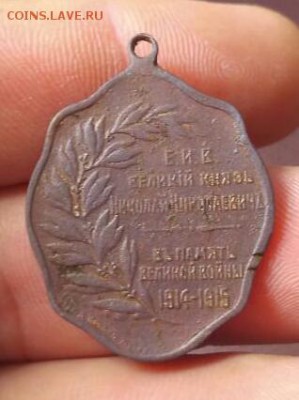 COINS.LAVE.RU
Е.И.В.
ВЕЛИКІЙ КНЯЗЬ
НИКОЛАЙ НИКОЛАЕВИЧЪ
ВЪ ПАМЯТЬ
ВЕЛИКОЙ ВОЙНЫ
1914-1915